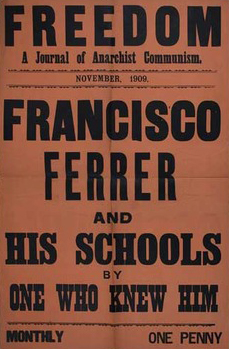 FREEDOM
A Journal of Anarchist Communism.
NOVEMBER, 1909.
FRANCISCO
FERRER
AND
HIS SCHOOLS
BY
ONE WHO KNEW HIM
MONTHLY ONE PENNY